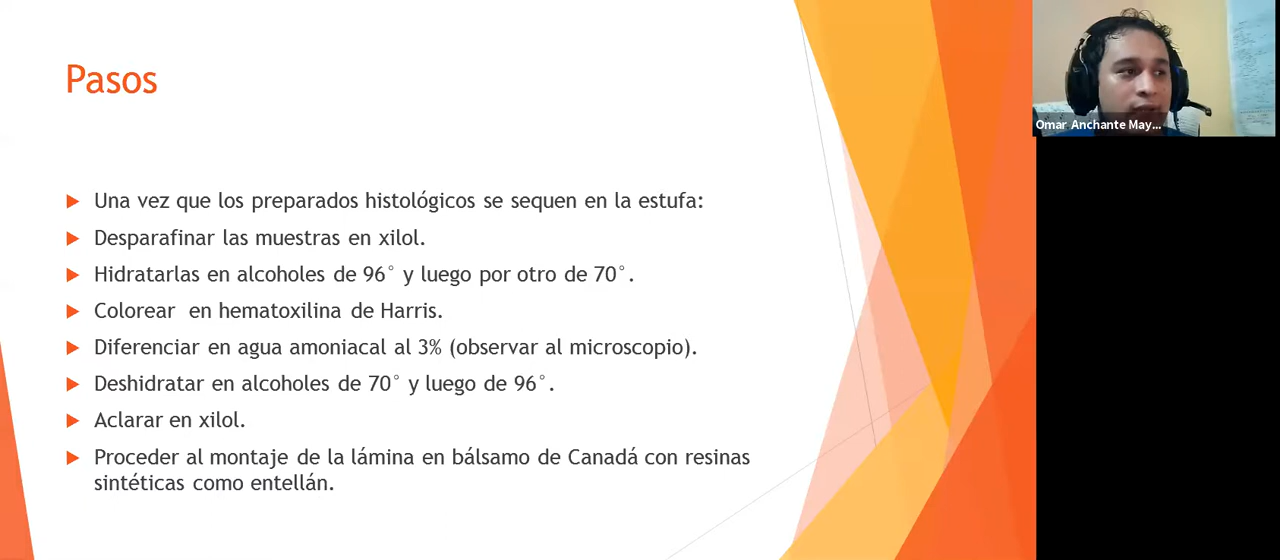 Pasos
Una vez que los preparados histológicos se sequen en la estufa:
Desparafinar las muestras en xilol.
Hidratarlas en alcoholes de 96° y luego por otro de 70°.
Colorear en hematoxilina de Harris.
Diferenciar en agua amoniacal al 3% (observar al microscopio).
Deshidratar en alcoholes de 70° y luego de 96°.
Aclarar en xilol.
Proceder al montaje de la lámina en bálsamo de Canadá con resinas
sintéticas como entellán.
Omar Anchante May...